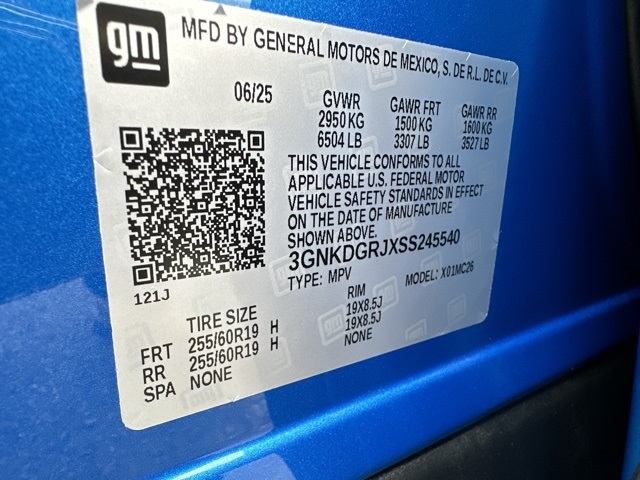 gm
MFD BY GENERAL MOTORS DE MEXICO, S. DE R.L. DE C.V.
06/25
GVWR GAWR FRT GAWR RR
2950 KG 1500 KG 1600 KG
6504 LB 3307 LB 3527 LB
THIS VEHICLE CONFORMS TO ALL
APPLICABLE U.S. FEDERAL MOTOR
VEHICLE SAFETY STANDARDS IN EFFECT
ON THE DATE OF MANUFACTURE
SHOWN ABOVE.
3GNKDGRJXSS245540
TYPE: MPV MODEL: X01MC26
121J
TIRE SIZE RIM
FRT 255/60R19 H 19X8.5J
RR 255/60R19 H 19X8.5J
SPA NONE NONE